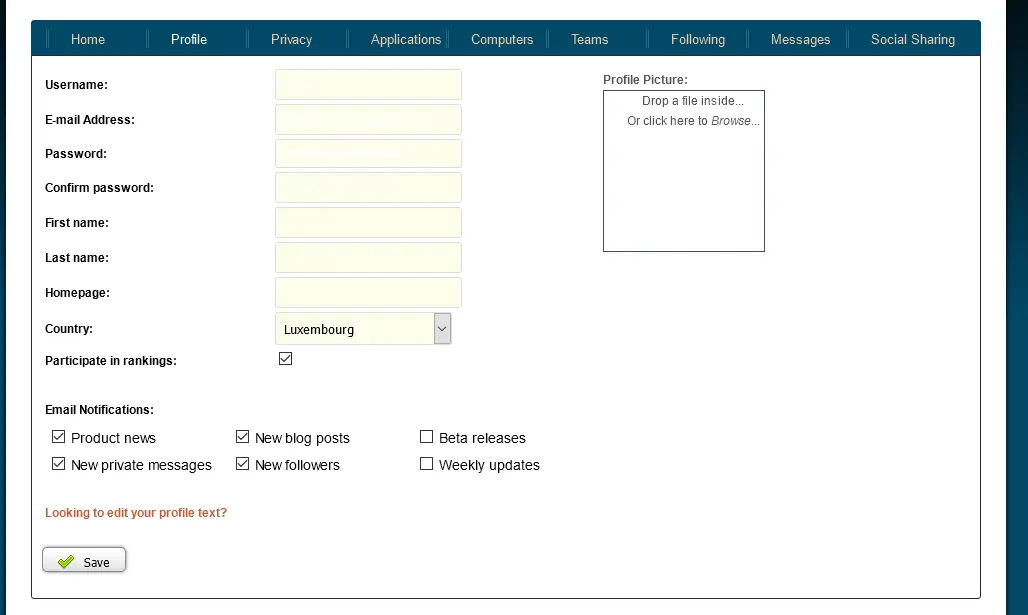 Home Profile Privacy Applications Computers Teams Following Messages Social Sharing
Username:
E-mail Address:
Password:
Confirm password:
First name:
Last name:
Homepage:
Country: Luxembourg
Participate in rankings:
Profile Picture:
Drop a file inside...
Or click here to Browse...
Email Notifications:
Product news New blog posts Beta releases
New private messages New followers Weekly updates
Looking to edit your profile text?
Save